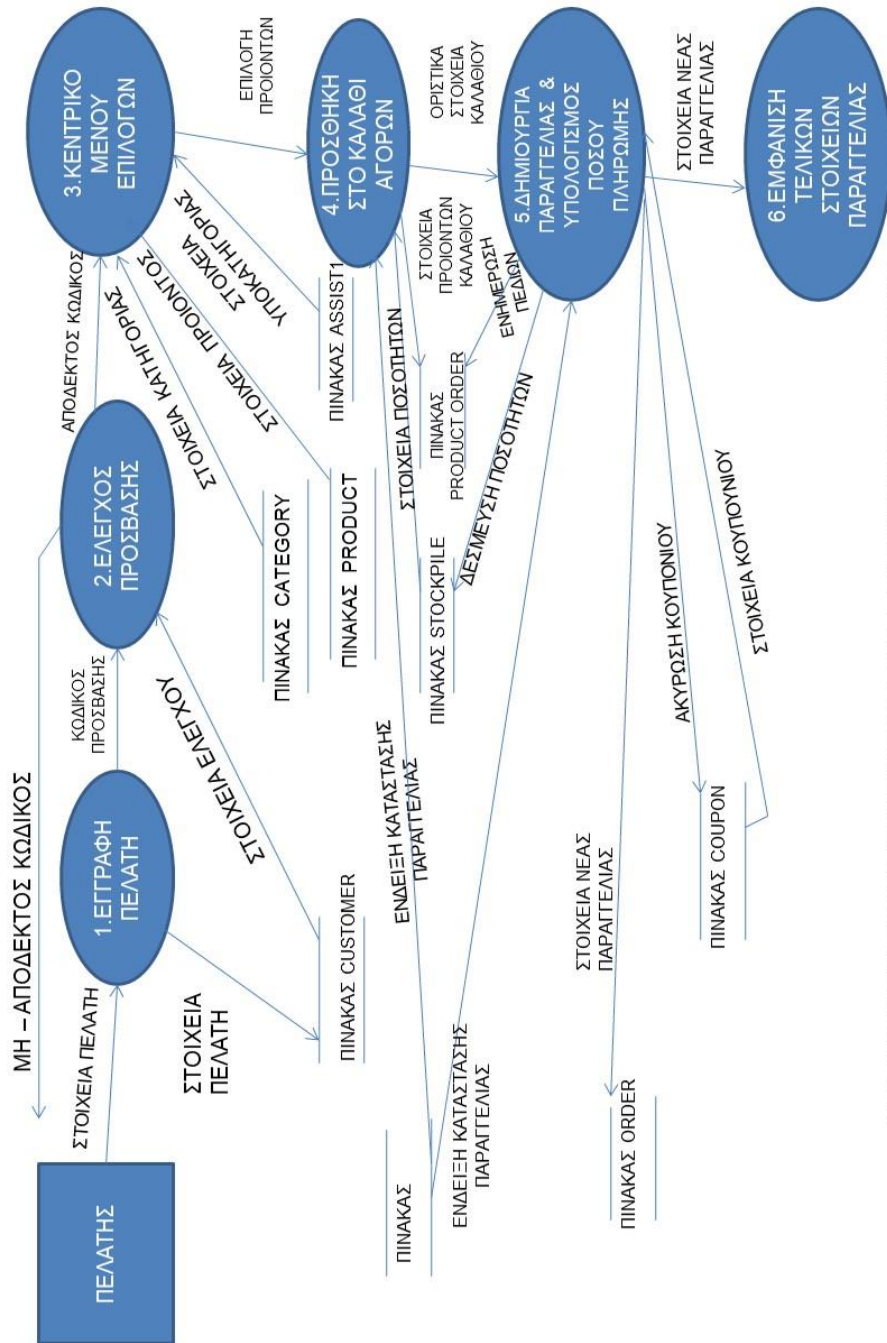 ΜΗ – ΑΠΟΔΕΚΤΟΣ ΚΩΔΙΚΟΣ
ΠΕΛΑΤΗΣ
ΣΤΟΙΧΕΙΑ ΠΕΛΑΤΗ
1.ΕΓΓΡΑΦΗ
ΠΕΛΑΤΗ
ΚΩΔΙΚΟΣ
ΠΡΟΣΒΑΣΗΣ
2.ΕΛΕΓΧΟΣ
ΠΡΟΣΒΑΣΗΣ
ΑΠΟΔΕΚΤΟΣ ΚΩΔΙΚΟΣ
3.ΚΕΝΤΡΙΚΟ
ΜΕΝΟΥ
ΕΠΙΛΟΓΩΝ
ΣΤΟΙΧΕΙΑ
ΠΕΛΑΤΗ
ΣΤΟΙΧΕΙΑ ΕΛΕΓΧΟΥ
ΣΤΟΙΧΕΙΑ ΚΑΤΗΓΟΡΙΑΣ
ΣΤΟΙΧΕΙΑ ΠΡΟΙΟΝΤΟΣ
ΣΤΟΙΧΕΙΑ
ΥΠΟΚΑΤΗΓΟΡΙΑΣ
ΕΠΙΛΟΓΗ
ΠΡΟΙΟΝΤΩΝ
ΠΙΝΑΚΑΣ CUSTOMER
ΠΙΝΑΚΑΣ CATEGORY
ΠΙΝΑΚΑΣ PRODUCT
ΠΙΝΑΚΑΣ ASSIST1
4.ΠΡΟΣΘΗΚΗ
ΣΤΟ ΚΑΛΑΘΙ
ΑΓΟΡΩΝ
ΠΙΝΑΚΑΣ
ΕΝΔΕΙΞΗ ΚΑΤΑΣΤΑΣΗΣ
ΠΑΡΑΓΓΕΛΙΑΣ
ΣΤΟΙΧΕΙΑ ΠΟΣΟΤΗΤΩΝ
ΠΙΝΑΚΑΣ STOCKPILE
ΠΙΝΑΚΑΣ
PRODUCT ORDER
ΣΤΟΙΧΕΙΑ
ΠΡΟΙΟΝΤΩΝ
ΚΑΛΑΘΙΟΥ
ΟΡΙΣΤΙΚΑ
ΣΤΟΙΧΕΙΑ
ΚΑΛΑΘΙΟΥ
ΕΝΔΕΙΞΗ ΚΑΤΑΣΤΑΣΗΣ
ΠΑΡΑΓΓΕΛΙΑΣ
ΔΕΣΜΕΥΣΗ ΠΟΣΟΤΗΤΩΝ
ΕΝΗΜΕΡΩΣΗ
ΠΕΔΙΩΝ
5.ΔΗΜΙΟΥΡΓΙΑ
ΠΑΡΑΓΓΕΛΙΑΣ &
ΥΠΟΛΟΓΙΣΜΟΣ
ΠΟΣΟΥ
ΠΛΗΡΩΜΗΣ
ΣΤΟΙΧΕΙΑ ΝΕΑΣ
ΠΑΡΑΓΓΕΛΙΑΣ
ΠΙΝΑΚΑΣ ORDER
ΑΚΥΡΩΣΗ ΚΟΥΠΟΝΙΟΥ
ΠΙΝΑΚΑΣ COUPON
ΣΤΟΙΧΕΙΑ ΚΟΥΠΟΥΝΙΟΥ
ΣΤΟΙΧΕΙΑ ΝΕΑΣ
ΠΑΡΑΓΓΕΛΙΑΣ
6.ΕΜΦΑΝΙΣΗ
ΤΕΛΙΚΩΝ
ΣΤΟΙΧΕΙΩΝ
ΠΑΡΑΓΓΕΛΙΑΣ